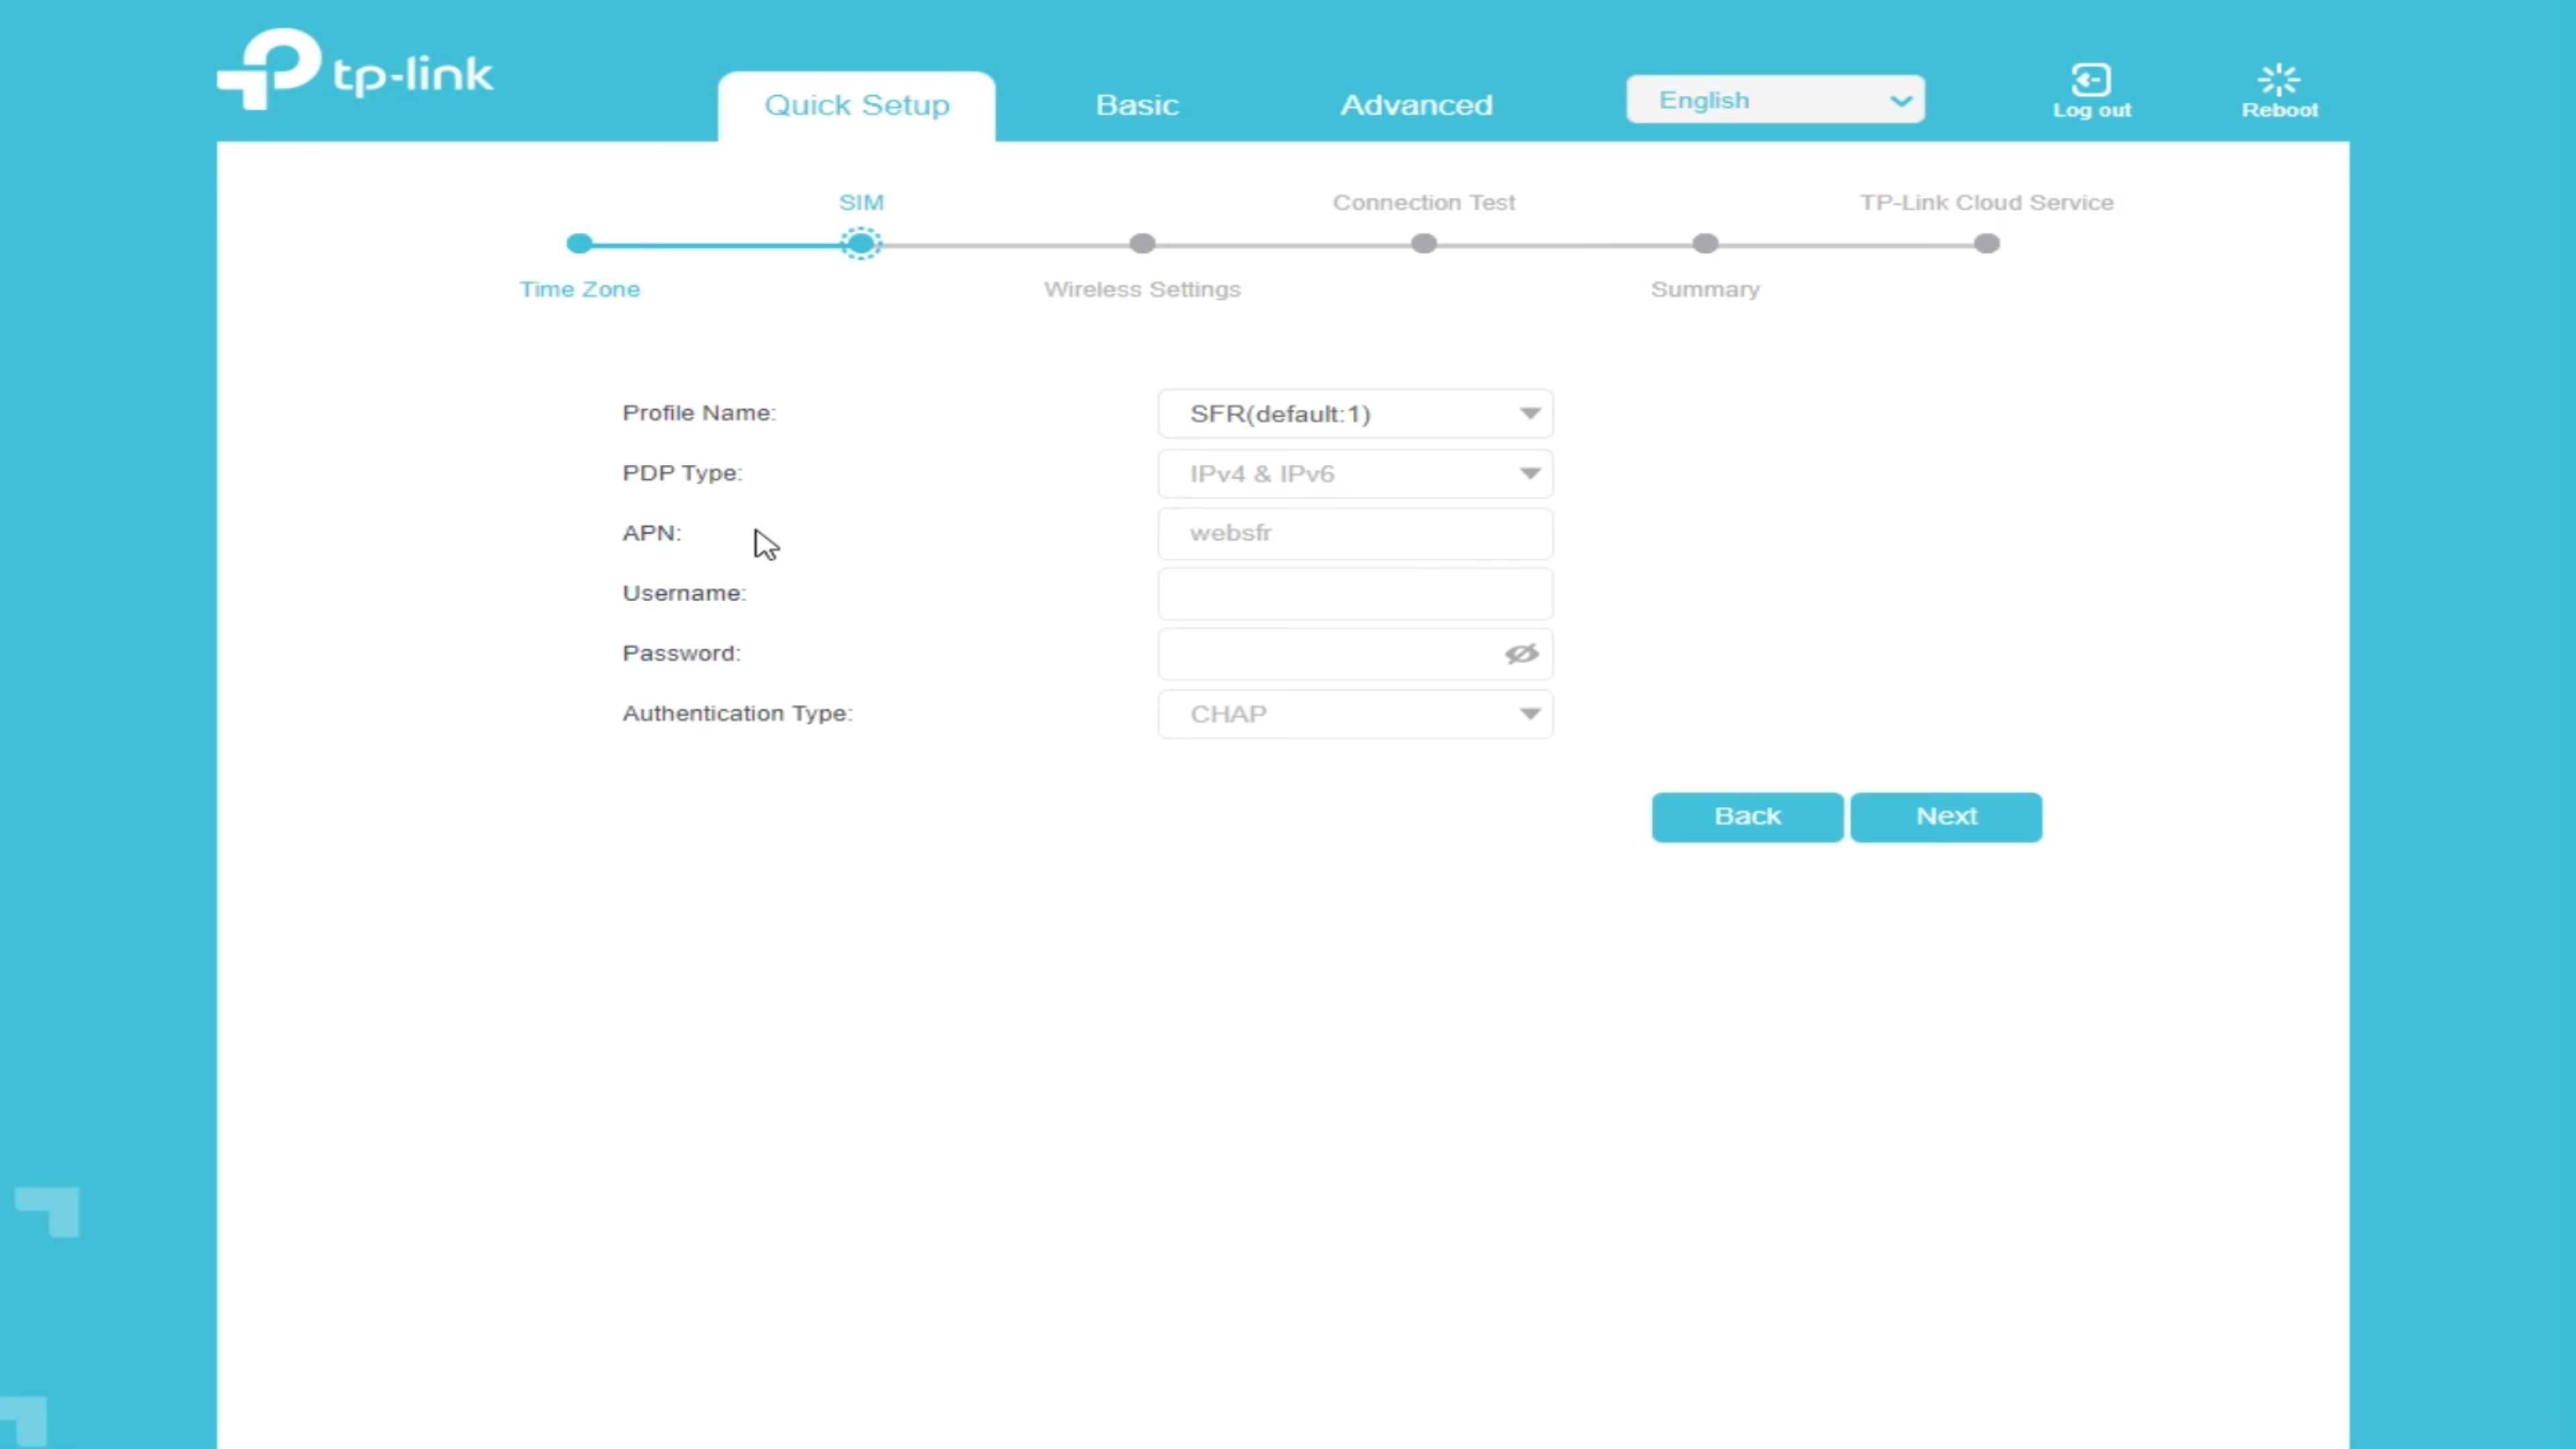 tp-link
Quick Setup Basic Advanced English Log out Reboot
SIM Connection Test TP-Link Cloud Service
Time Zone Wireless Settings Summary
Profile Name: SFR(default:1)
PDP Type: IPv4 & IPv6
APN: websfr
Username:
Password:
Authentication Type: CHAP
Back Next